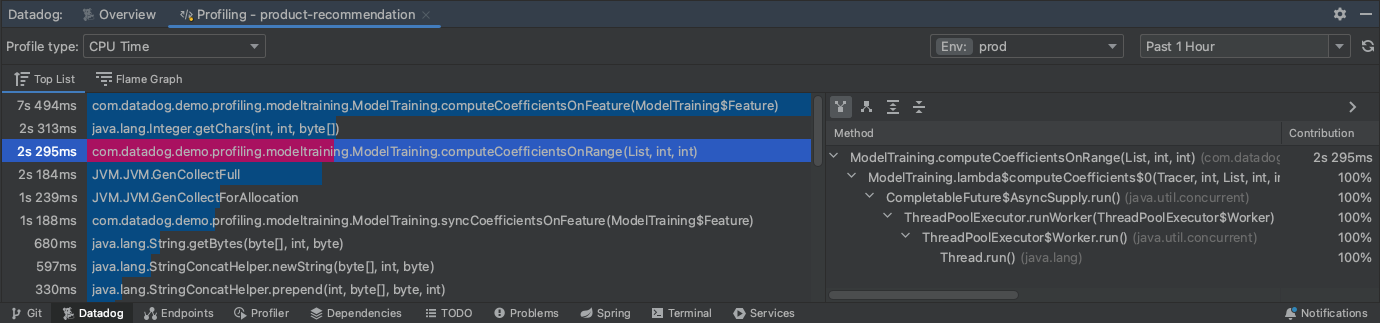 Datadog: Overview Profiling - product-recommendation
Profile type: CPU Time Env: prod Past 1 Hour
Top List Flame Graph
7s 494ms com.datadog.demo.profiling.modeltraining.ModelTraining.computeCoefficientsOnFeature(ModelTraining$Feature)
2s 313ms java.lang.Integer.getChars(int, int, byte[])
2s 295ms com.datadog.demo.profiling.modeltraining.ModelTraining.computeCoefficientsOnRange(List, int, int)
2s 184ms JVM.JVM.GenCollectFull
1s 239ms JVM.JVM.GenCollectForAllocation
1s 188ms com.datadog.demo.profiling.modeltraining.ModelTraining.syncCoefficientsOnFeature(ModelTraining$Feature)
680ms java.lang.String.getBytes(byte[], int, byte)
597ms java.lang.StringConcatHelper.newString(byte[], int, byte)
330ms java.lang.StringConcatHelper.prepend(int, byte[], byte, int)
Method Contribution
ModelTraining.computeCoefficientsOnRange(List, int, int) (com.datadog 2s 295ms
ModelTraining.lambda$computeCoefficients$0(Tracer, int, List, int, in 100%
CompletableFuture$AsyncSupply.run() (java.util.concurrent) 100%
ThreadPoolExecutor.runWorker(ThreadPoolExecutor$Worker) 100%
ThreadPoolExecutor$Worker.run() (java.util.concurrent) 100%
Thread.run() (java.lang) 100%
Git Datadog Endpoints Profiler Dependencies TODO Problems Spring Terminal Services Notifications